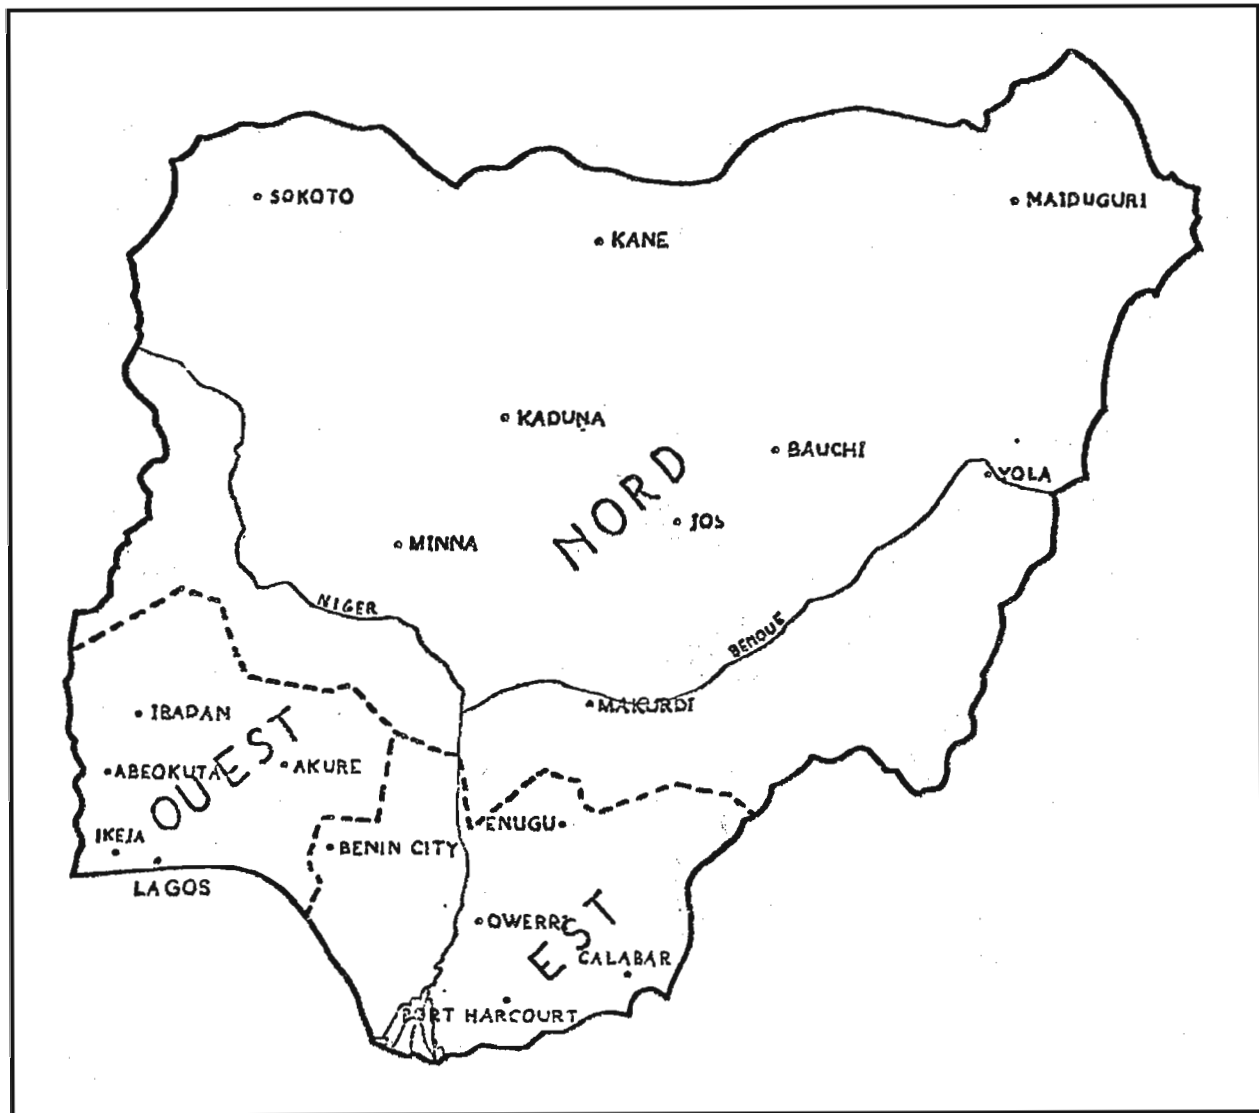 SOKOTO
MAIDUGURI
KANE
KADUNA
BAUCHI
YOLA
NORD
JOS
MINNA
NIGER
BENOUE
MAKURDI
IBADAN
OUEST
ABEOKUTA
AKURE
IKEJA
ENUGU
BENIN CITY
LAGOS
OWERRI
EST
CALABAR
PORT HARCOURT